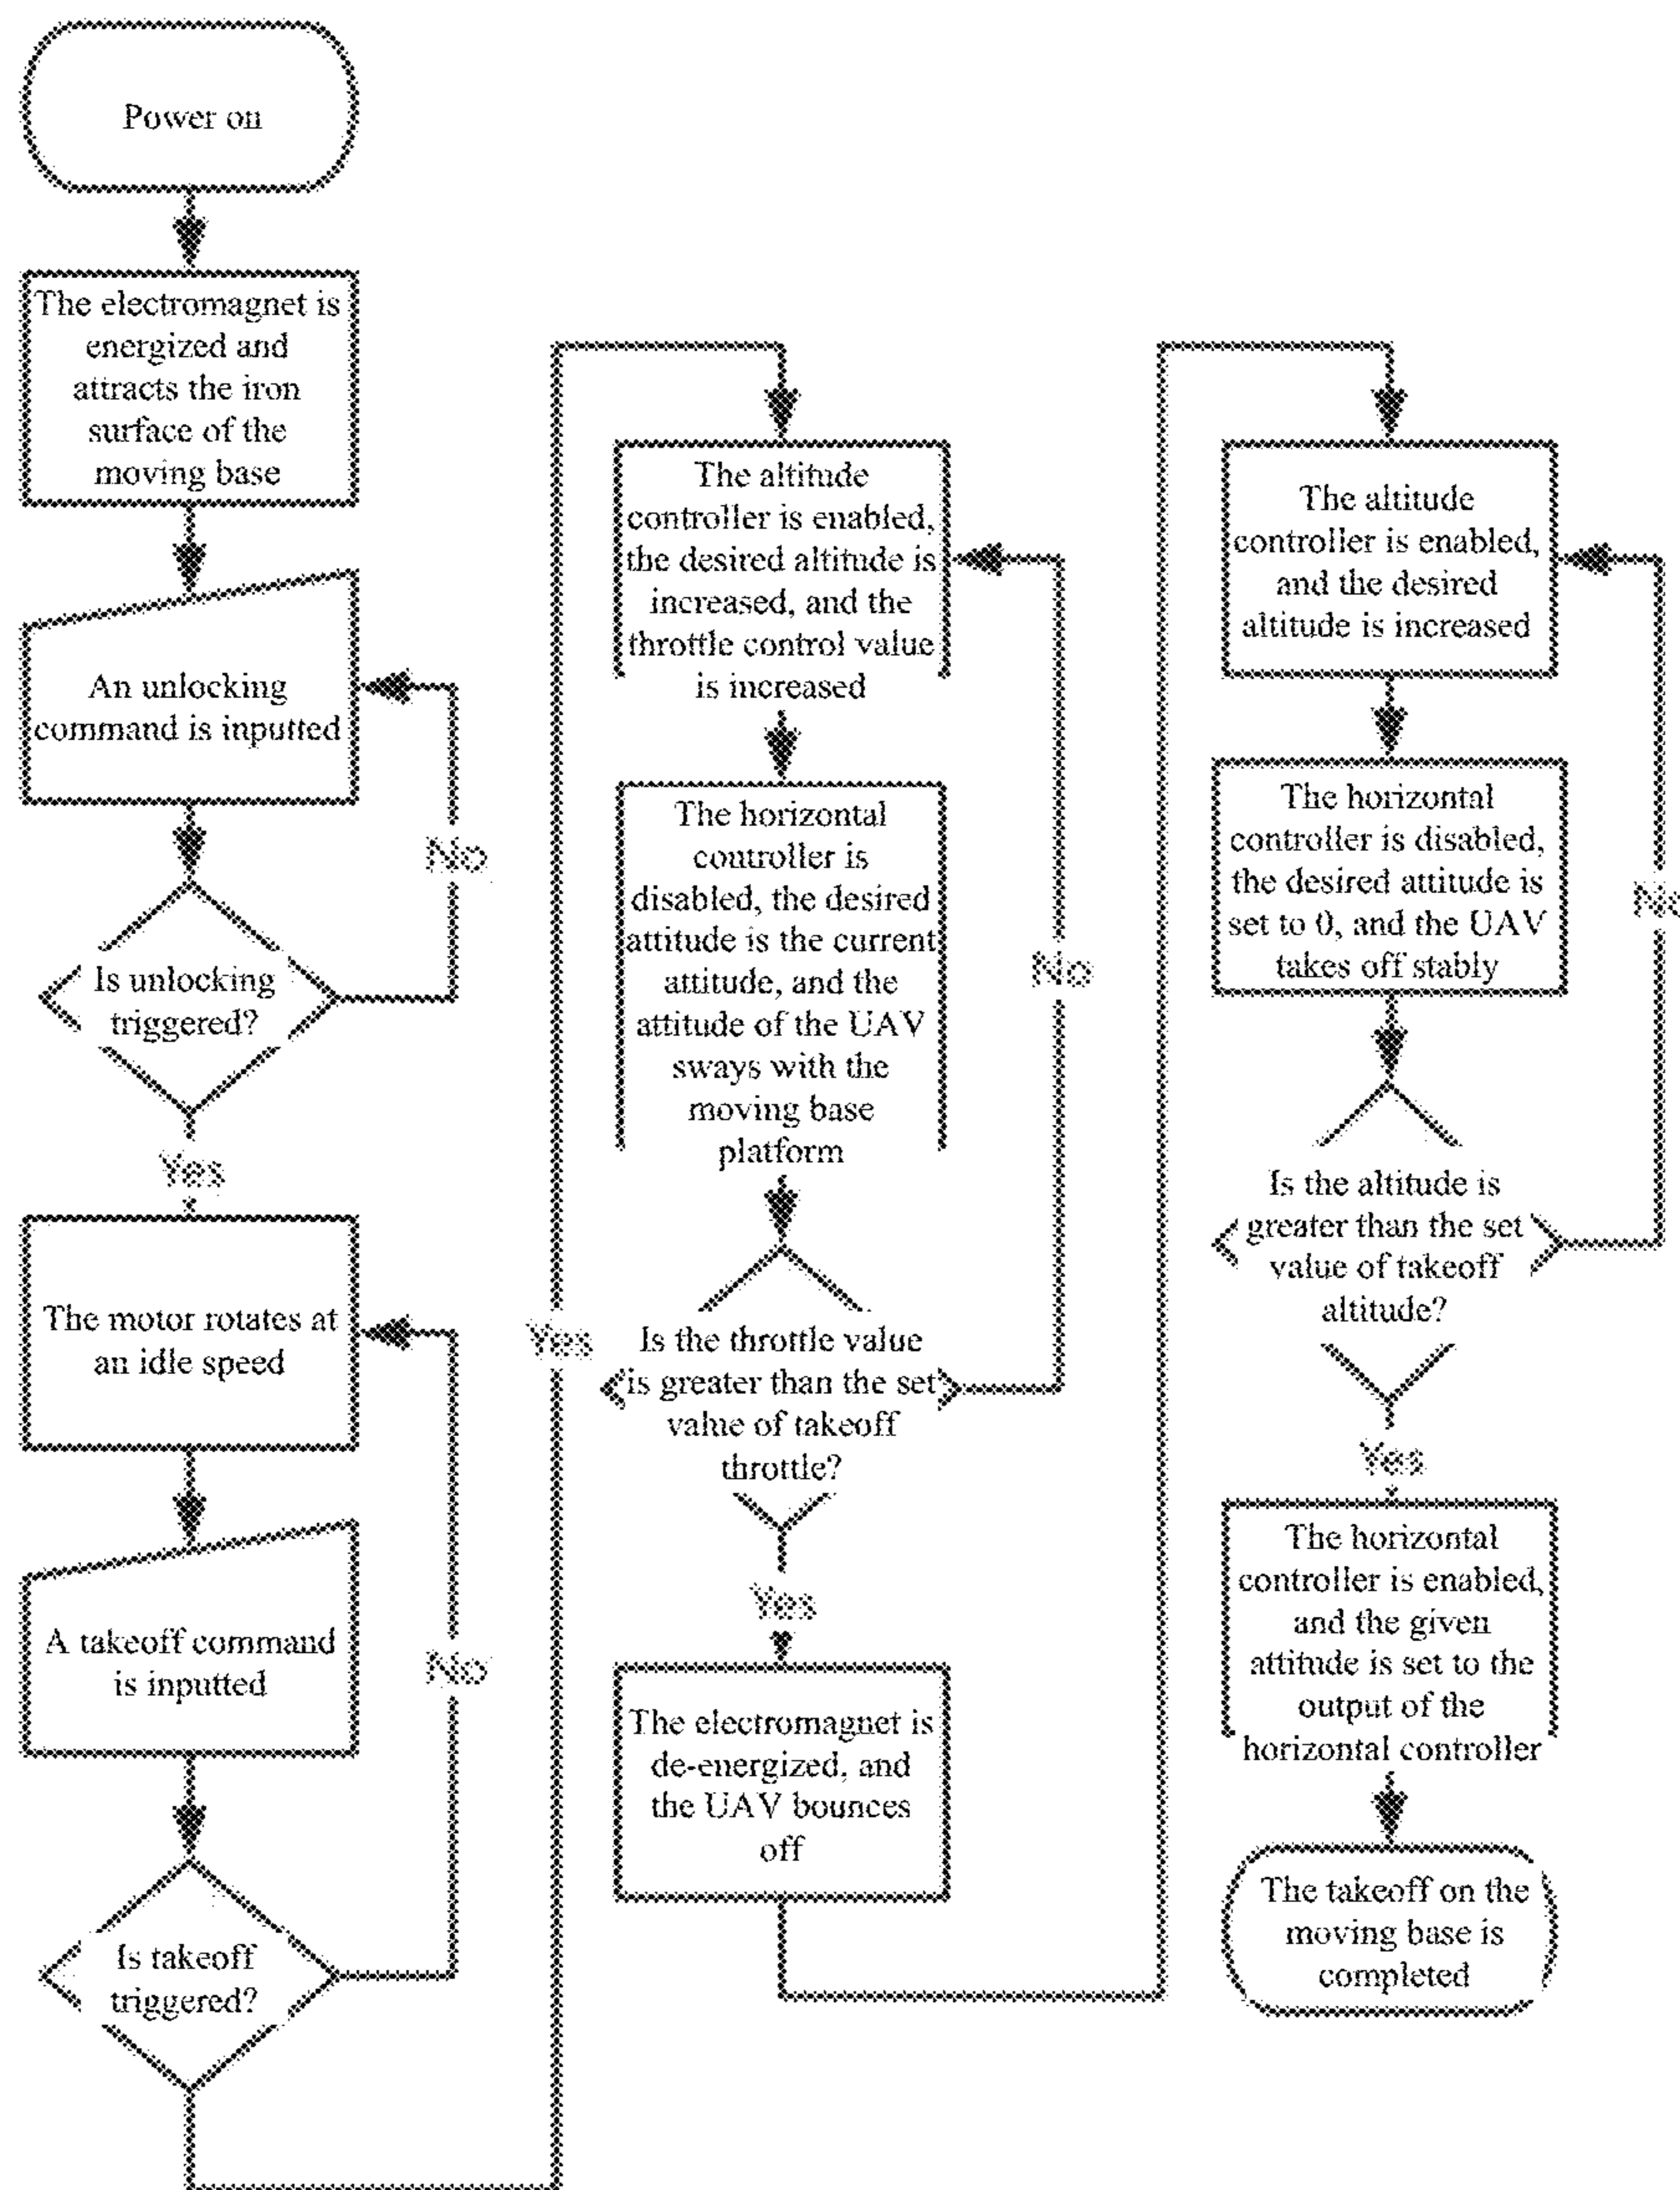 Power on
The electromagnet is
energized and
attracts the iron
surface of the
moving base
An unlocking
command is inputted
No
Is unlocking
triggered?
Yes
The motor rotates at
an idle speed
A takeoff command
is inputted
No
Is takeoff
triggered?
Yes
The altitude
controller is enabled,
the desired altitude is
increased, and the
throttle control value
is increased
The horizontal
controller is
disabled, the desired
attitude is the current
attitude, and the
attitude of the UAV
sways with the
moving base
platform
No
Is the throttle value
is greater than the set
value of takeoff
throttle?
Yes
The electromagnet is
de-energized, and
the UAV bounces
off
The altitude
controller is enabled,
and the desired
altitude is increased
The horizontal
controller is disabled,
the desired attitude is
set to 0, and the UAV
takes off stably
No
Is the altitude is
greater than the set
value of takeoff
altitude?
Yes
The horizontal
controller is enabled,
and the given
attitude is set to the
output of the
horizontal controller
The takeoff on the
moving base is
completed